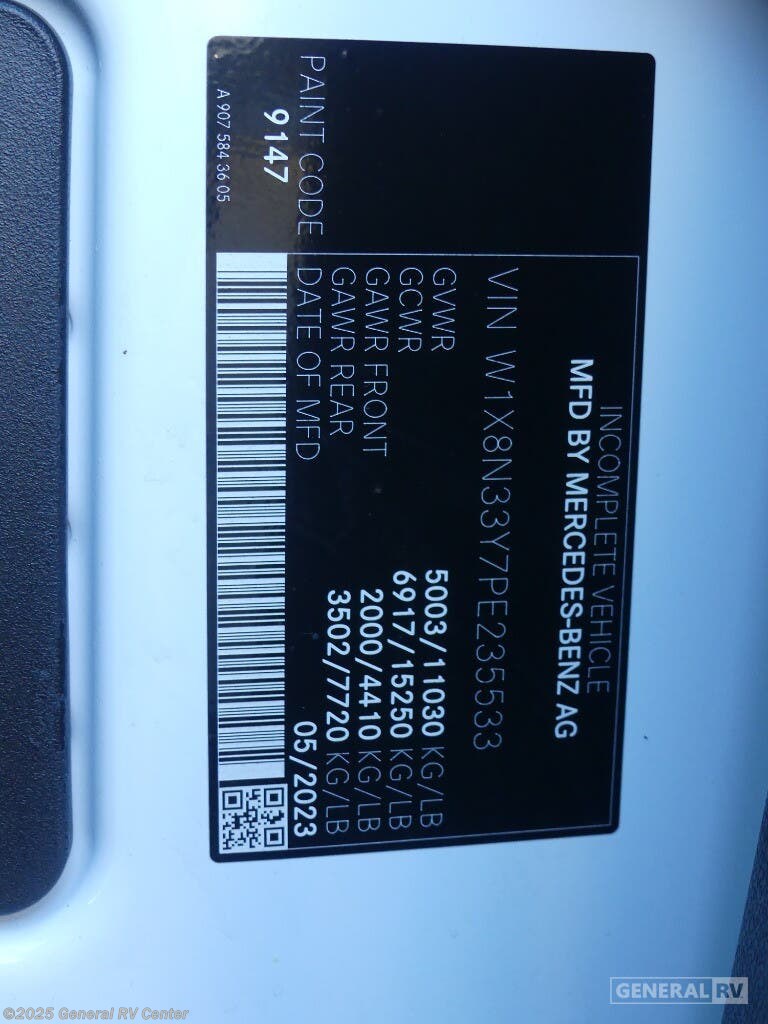 INCOMPLETE VEHICLE
MFD BY MERCEDES-BENZ AG
VIN W1X8N33Y7PE235533
GVWR 5003/11030 KG/LB
GCWR 6917/15250 KG/LB
GAWR FRONT 2000/4410 KG/LB
GAWR REAR 3502/7720 KG/LB
PAINT CODE DATE OF MFD 05/2023
9147
A 907 584 36 05
GENERAL RV
©2025 General RV Center